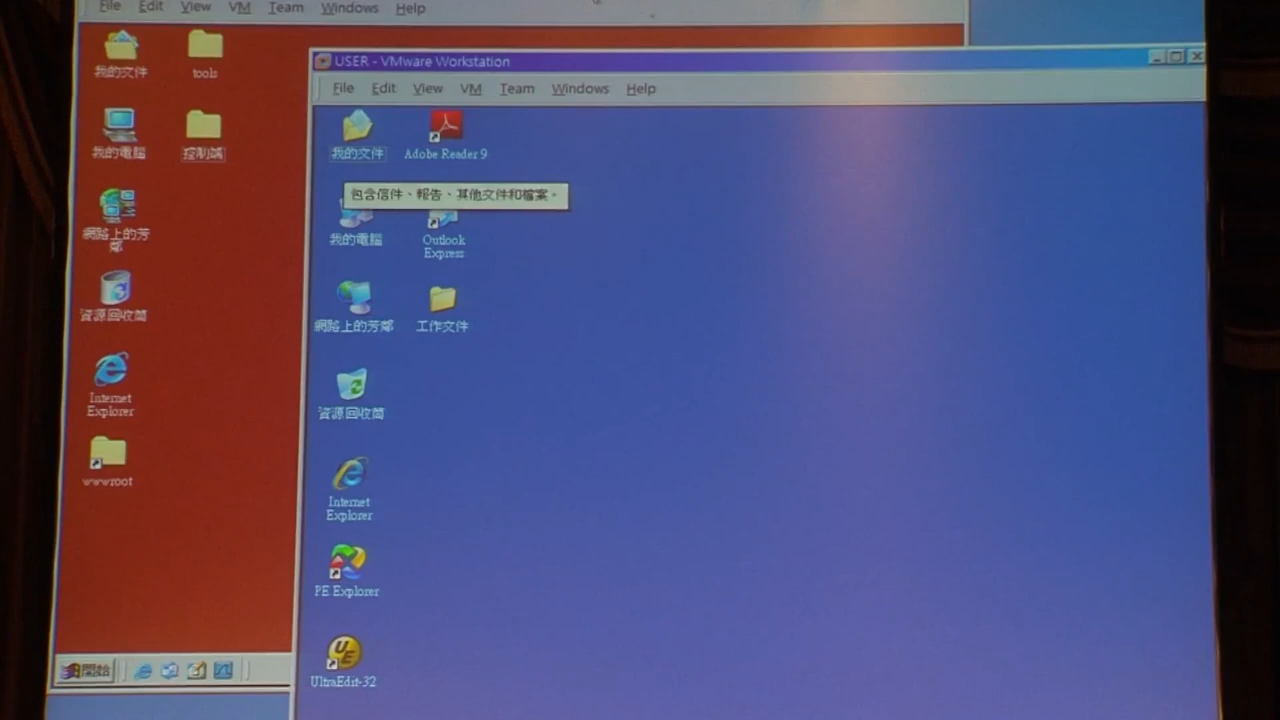 File Edit View VM Team Windows Help
我的文件
tools
我的電腦
控制端
網路上的芳
鄰
資源回收筒
Internet
Explorer
wwwroot
開始
USER - VMware Workstation
File Edit View VM Team Windows Help
我的文件
Adobe Reader 9
包含信件、報告、其他文件和檔案。
我的電腦
Outlook
Express
網路上的芳鄰
工作文件
資源回收筒
Internet
Explorer
PE Explorer
UE
UltraEdit-32